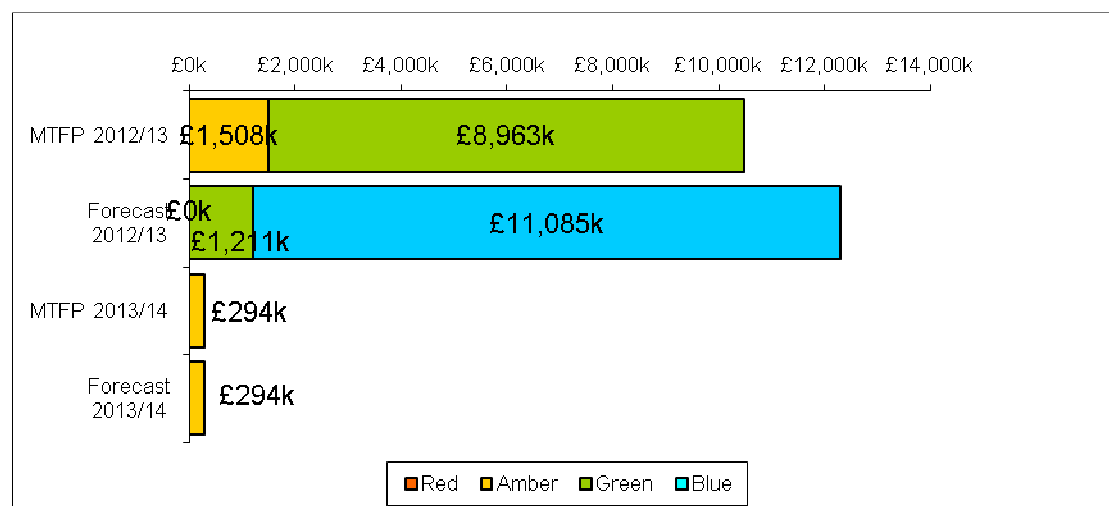 £0k £2,000k £4,000k £6,000k £8,000k £10,000k £12,000k £14,000k
MTFP 2012/13 £1,508k £8,963k
Forecast
2012/13
£0k
£1,211k
£11,085k
MTFP 2013/14 £294k
Forecast
2013/14
£294k
Red Amber Green Blue